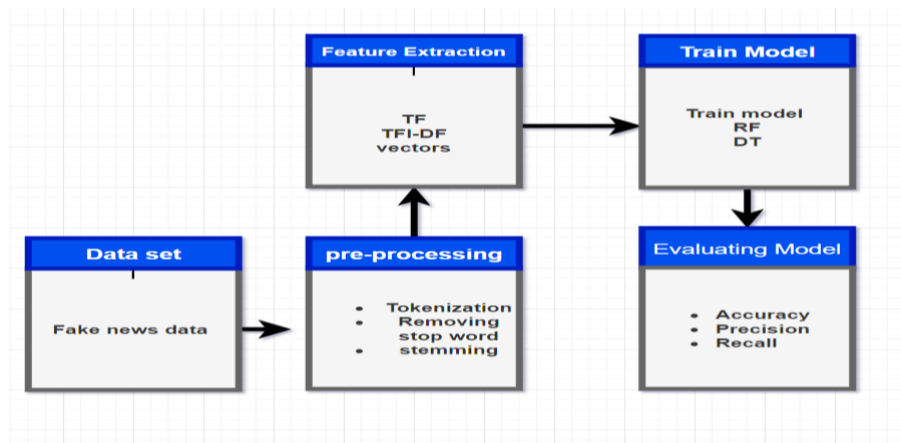 Data set
Fake news data
pre-processing
• Tokenization
• Removing
stop word
• stemming
Feature Extraction
TF
TFI-DF
vectors
Train Model
Train model
RF
DT
Evaluating Model
• Accuracy
• Precision
• Recall